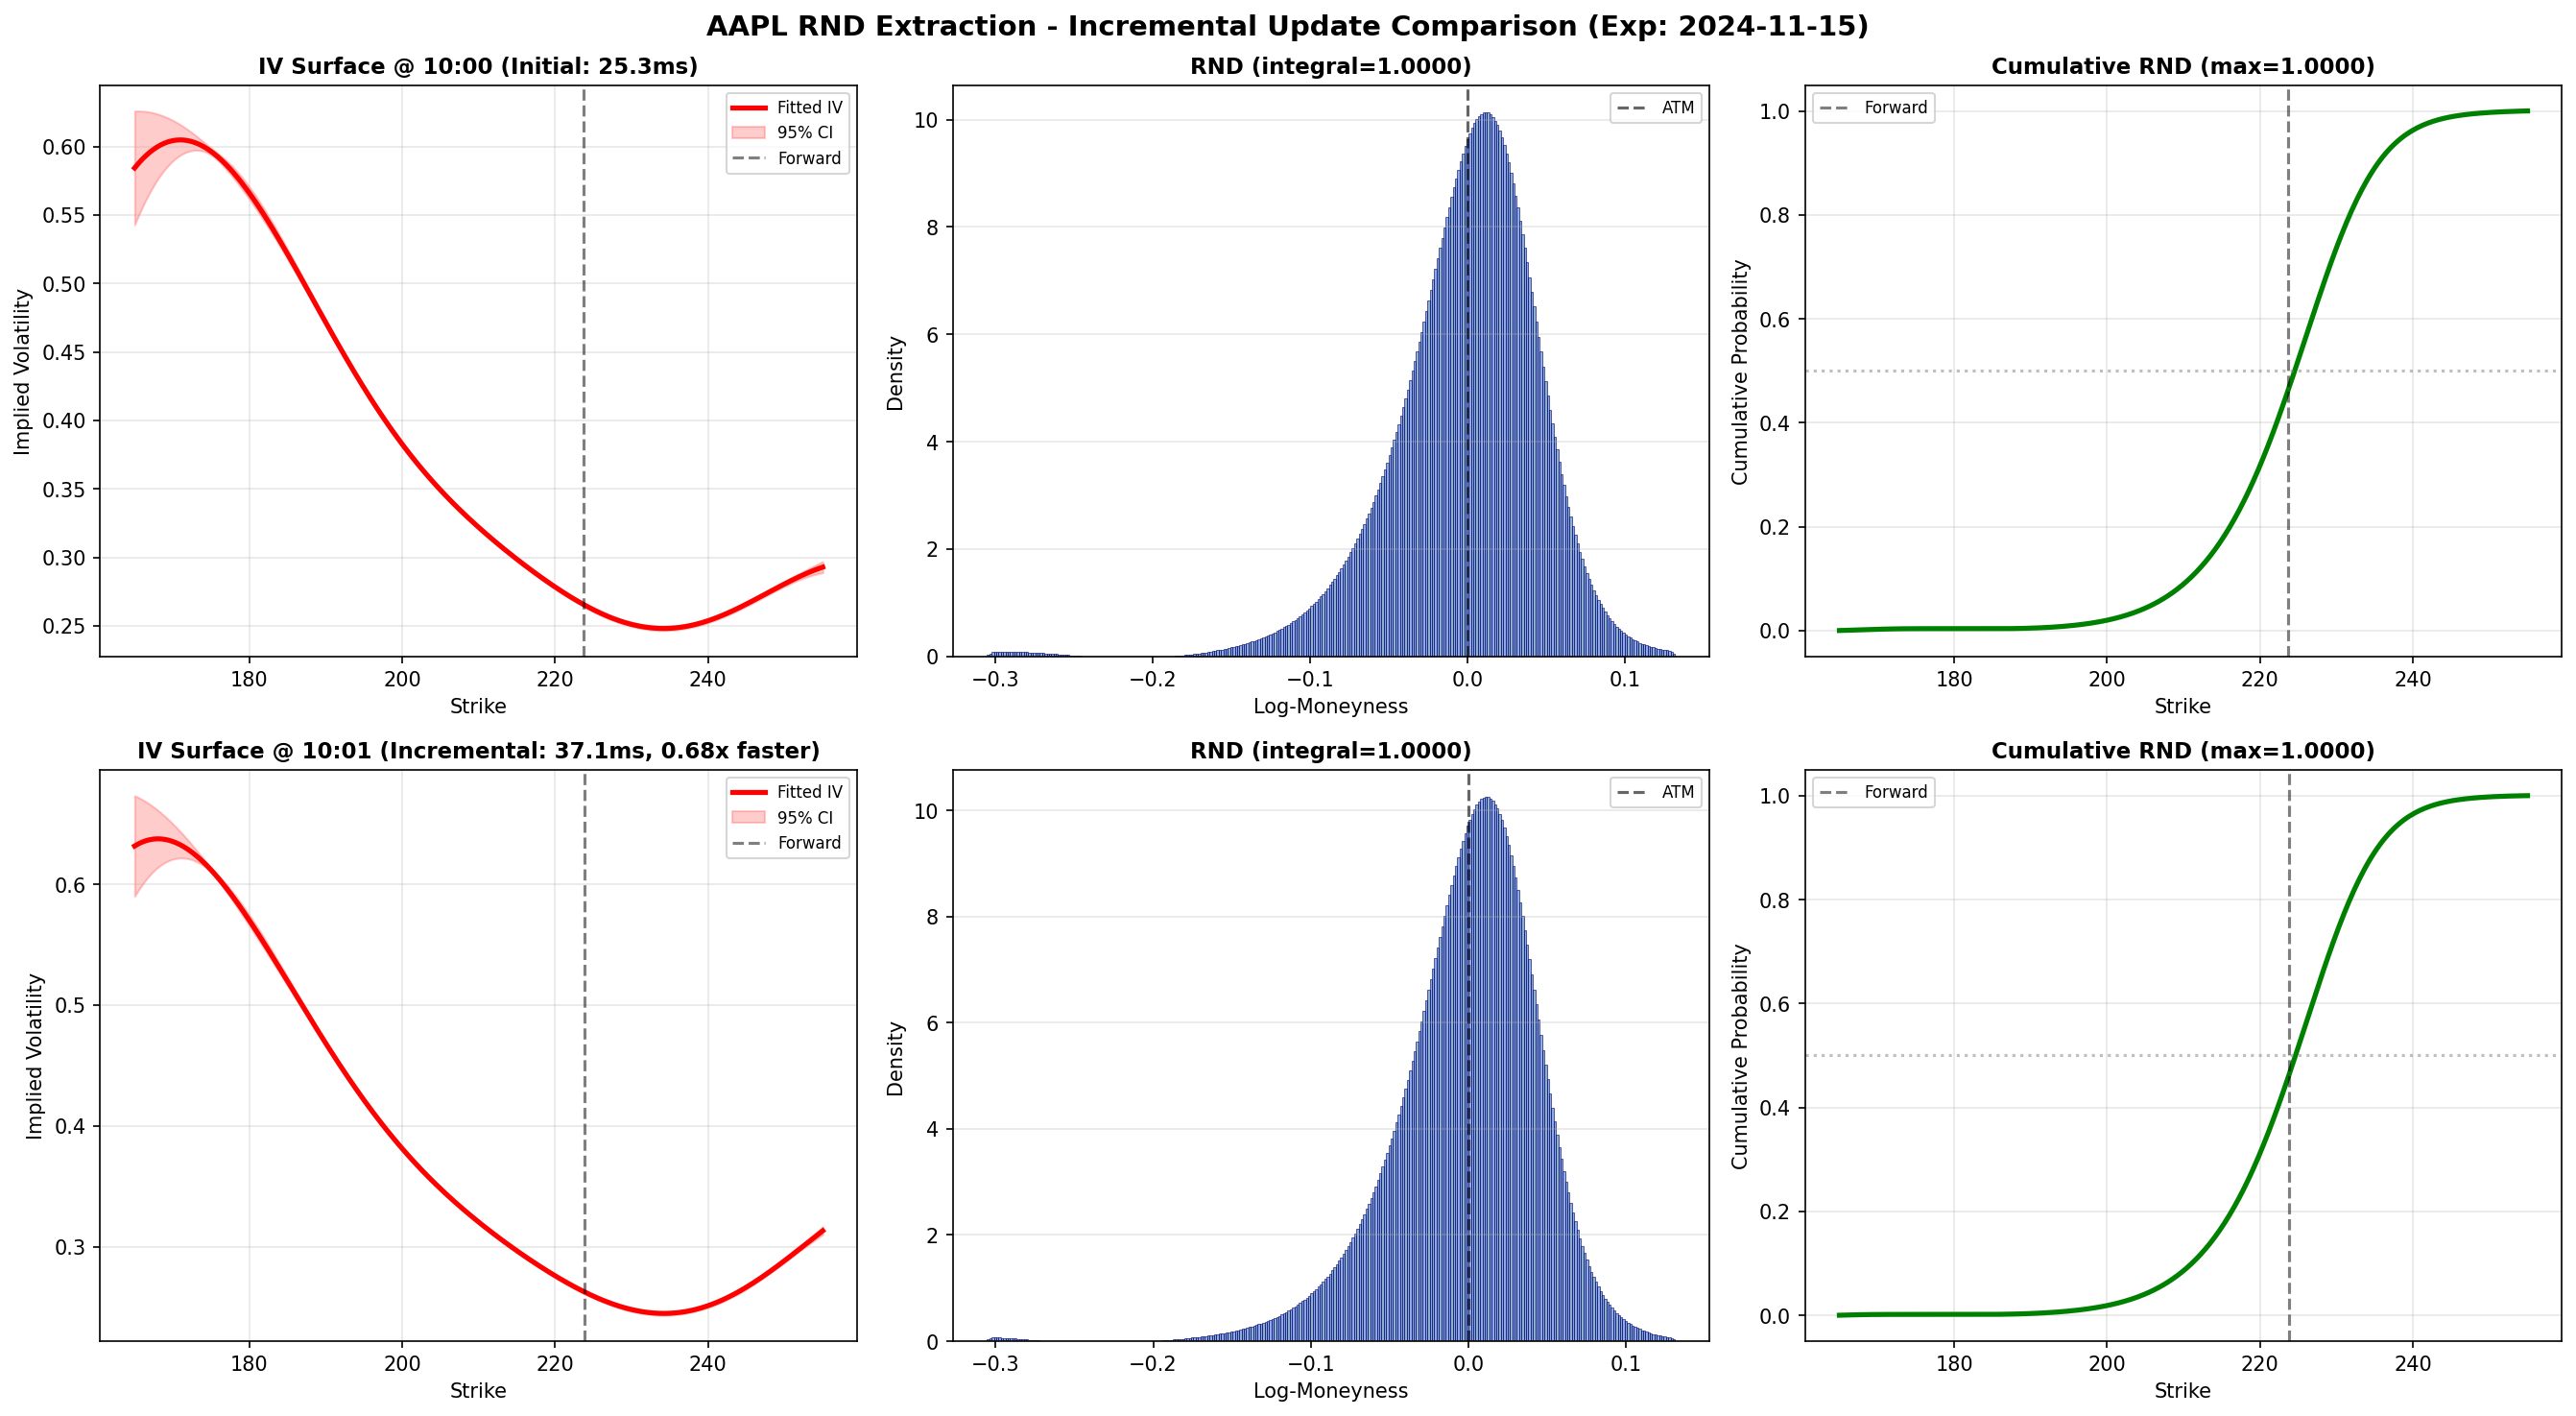 AAPL RND Extraction - Incremental Update Comparison (Exp: 2024-11-15)
IV Surface @ 10:00 (Initial: 25.3ms)
Fitted IV
95% CI
Forward
0.60
0.55
0.50
0.45
0.40
0.35
0.30
0.25
Implied Volatility
180
200
220
240
Strike
RND (integral=1.0000)
ATM
10
8
6
4
2
0
Density
−0.3
−0.2
−0.1
0.0
0.1
Log-Moneyness
Cumulative RND (max=1.0000)
Forward
1.0
0.8
0.6
0.4
0.2
0.0
Cumulative Probability
180
200
220
240
Strike
IV Surface @ 10:01 (Incremental: 37.1ms, 0.68x faster)
Fitted IV
95% CI
Forward
0.6
0.5
0.4
0.3
Implied Volatility
180
200
220
240
Strike
RND (integral=1.0000)
ATM
10
8
6
4
2
0
Density
−0.3
−0.2
−0.1
0.0
0.1
Log-Moneyness
Cumulative RND (max=1.0000)
Forward
1.0
0.8
0.6
0.4
0.2
0.0
Cumulative Probability
180
200
220
240
Strike